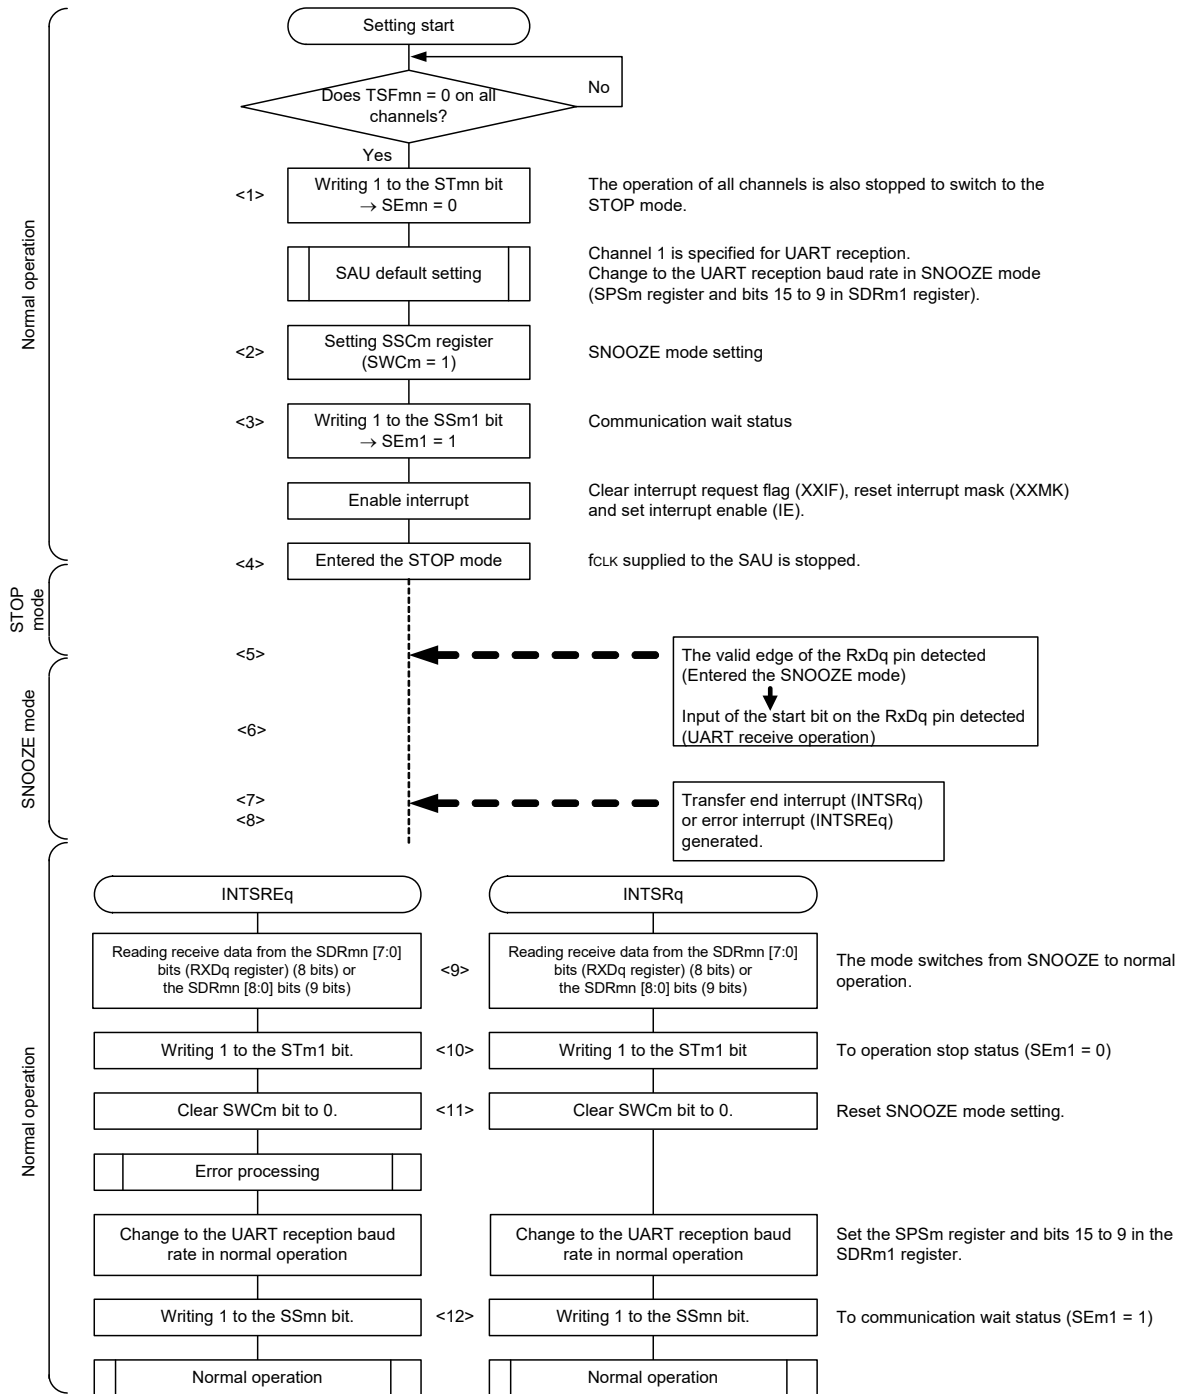 Setting start
No
Does TSFmn = 0 on all
channels?
Yes
Normal operation
<1>
Writing 1 to the STmn bit
→ SEmn = 0
The operation of all channels is also stopped to switch to the
STOP mode.
SAU default setting
Channel 1 is specified for UART reception.
Change to the UART reception baud rate in SNOOZE mode
(SPSm register and bits 15 to 9 in SDRm1 register).
<2>
Setting SSCm register
(SWCm = 1)
SNOOZE mode setting
<3>
Writing 1 to the SSm1 bit
→ SEm1 = 1
Communication wait status
Enable interrupt
Clear interrupt request flag (XXIF), reset interrupt mask (XXMK)
and set interrupt enable (IE).
<4>
Entered the STOP mode
fCLK supplied to the SAU is stopped.
STOP
mode
<5>
The valid edge of the RxDq pin detected
(Entered the SNOOZE mode)
Input of the start bit on the RxDq pin detected
(UART receive operation)
SNOOZE mode
<6>
<7>
<8>
Transfer end interrupt (INTSRq)
or error interrupt (INTSREq)
generated.
INTSREq
INTSRq
Reading receive data from the SDRmn [7:0]
bits (RXDq register) (8 bits) or
the SDRmn [8:0] bits (9 bits)
<9>
Reading receive data from the SDRmn [7:0]
bits (RXDq register) (8 bits) or
the SDRmn [8:0] bits (9 bits)
The mode switches from SNOOZE to normal
operation.
Normal operation
Writing 1 to the STm1 bit.
<10>
Writing 1 to the STm1 bit
To operation stop status (SEm1 = 0)
Clear SWCm bit to 0.
<11>
Clear SWCm bit to 0.
Reset SNOOZE mode setting.
Error processing
Change to the UART reception baud
rate in normal operation
Change to the UART reception baud
rate in normal operation
Set the SPSm register and bits 15 to 9 in the
SDRm1 register.
Writing 1 to the SSmn bit.
<12>
Writing 1 to the SSmn bit.
To communication wait status (SEm1 = 1)
Normal operation
Normal operation